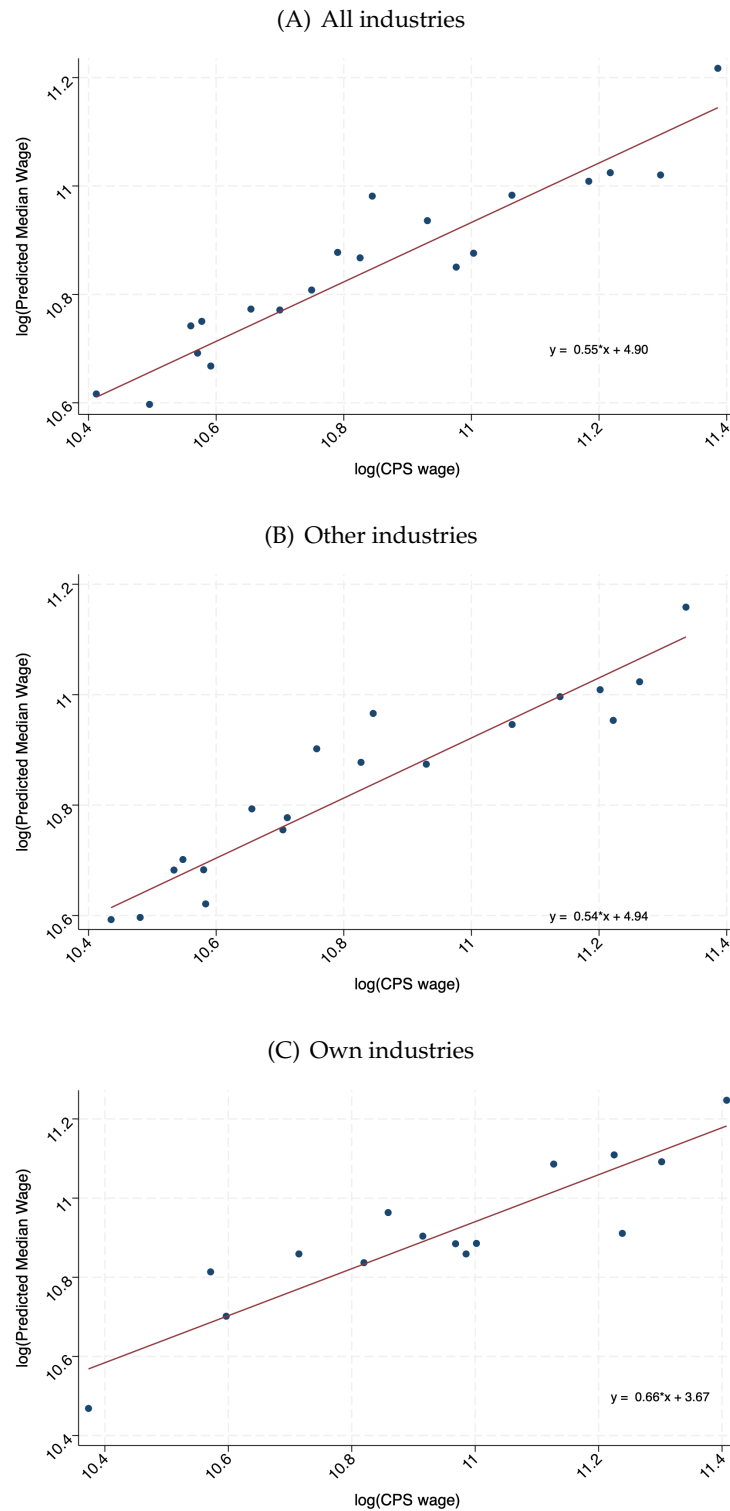 (A) All industries
log(Predicted Median Wage)
11.2
11
10.8
10.6
y = 0.55*x + 4.90
10.4 10.6 10.8 11 11.2 11.4
log(CPS wage)
(B) Other industries
log(Predicted Median Wage)
11.2
11
10.8
10.6
y = 0.54*x + 4.94
10.4 10.6 10.8 11 11.2 11.4
log(CPS wage)
(C) Own industries
log(Predicted Median Wage)
11.2
11
10.8
10.6
10.4
y = 0.66*x + 3.67
10.4 10.6 10.8 11 11.2 11.4
log(CPS wage)